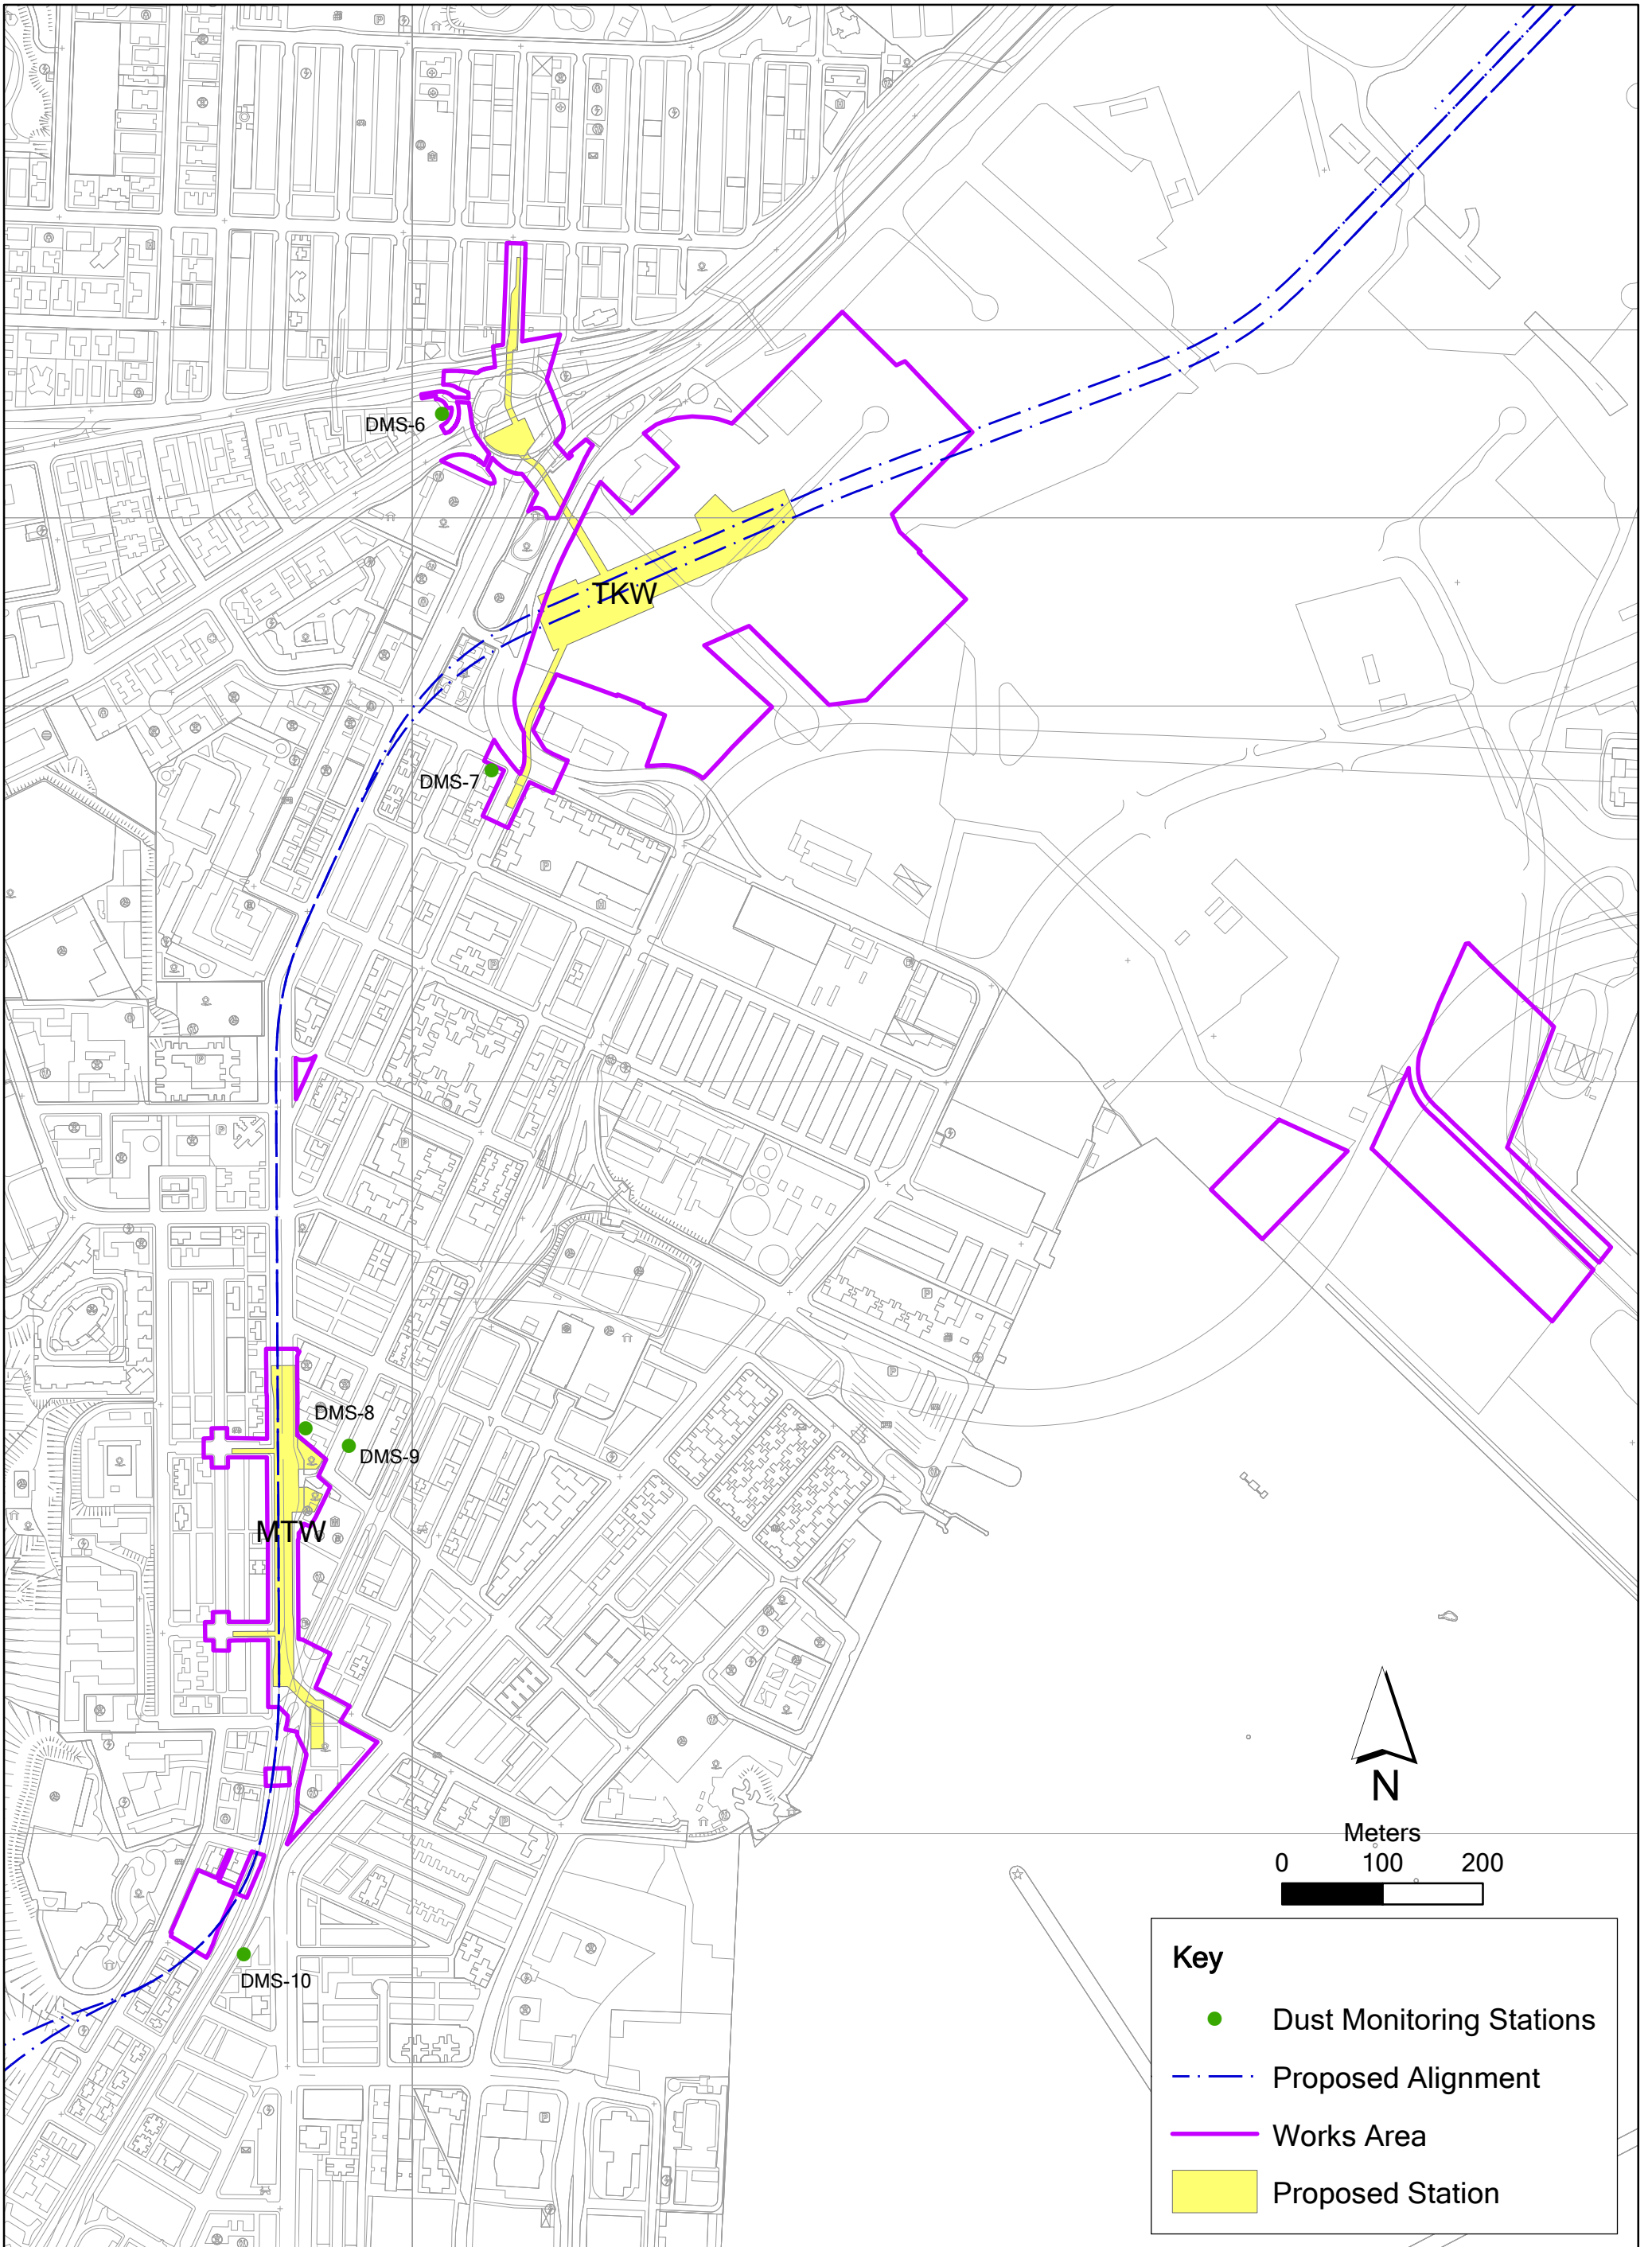 DMS-6
TKW
DMS-7
DMS-8
DMS-9
MTW
DMS-10
N
Meters
0 100 200
Key
Dust Monitoring Stations
Proposed Alignment
Works Area
Proposed Station